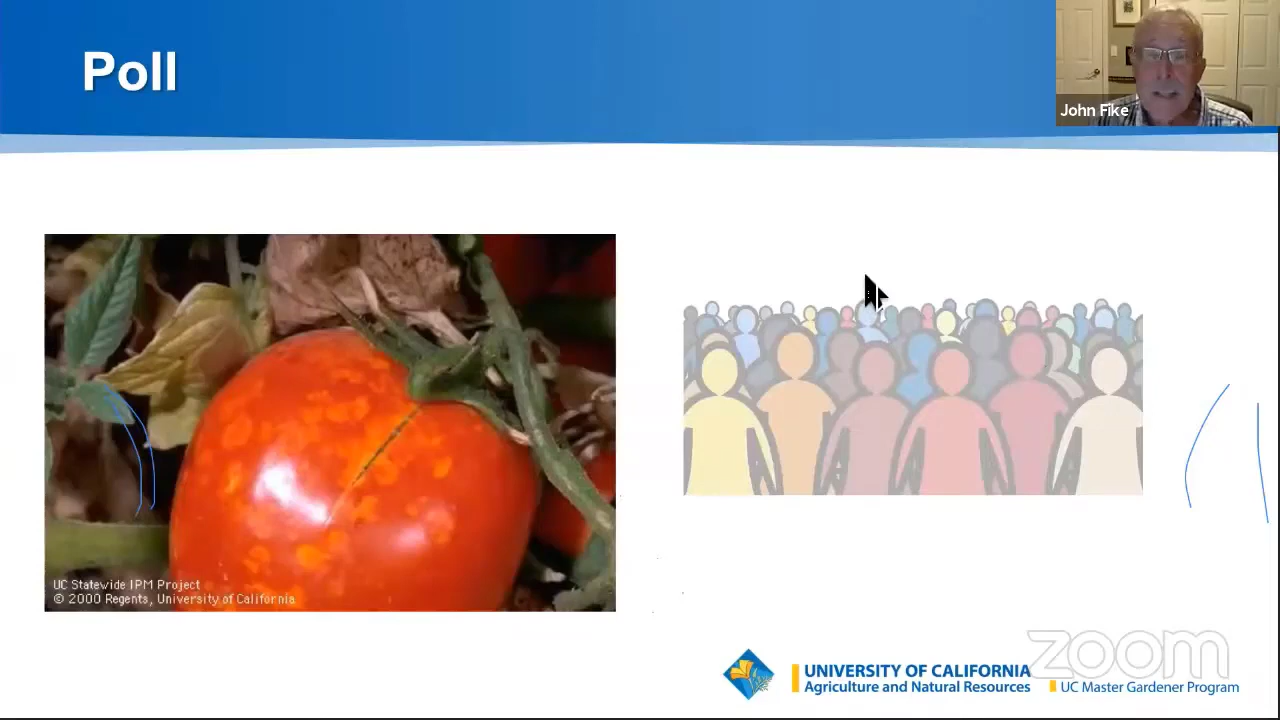 Poll
John Fike
UC Statewide IPM Project
© 2000 Regents, University of California
zoom
UNIVERSITY OF CALIFORNIA
Agriculture and Natural Resources
UC Master Gardener Program